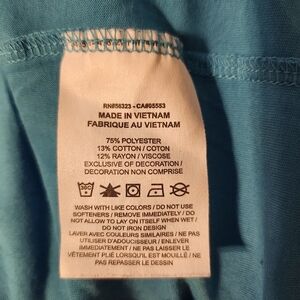 RN#56323 - CA#05553
MADE IN VIETNAM
FABRIQUE AU VIETNAM
75% POLYESTER
13% COTTON / COTON
12% RAYON / VISCOSE
EXCLUSIVE OF DECORATION /
DECORATION NON COMPRISE
WASH WITH LIKE COLORS / DO NOT USE
SOFTENERS / REMOVE IMMEDIATELY / DO
NOT ALLOW TO LAY ON ITSELF WHEN WET /
DO NOT IRON DESIGN
LAVER AVEC COULEURS SIMILAIRES / NE PAS
UTILISER D'ADOUCISSEUR / ENLEVER
IMMÉDIATEMENT / NE PAS LAISSER LE
VÊTEMENT PLIÉ LORSQU'IL EST MOUILLÉ / NE
PAS REPASSER LE DESSIN